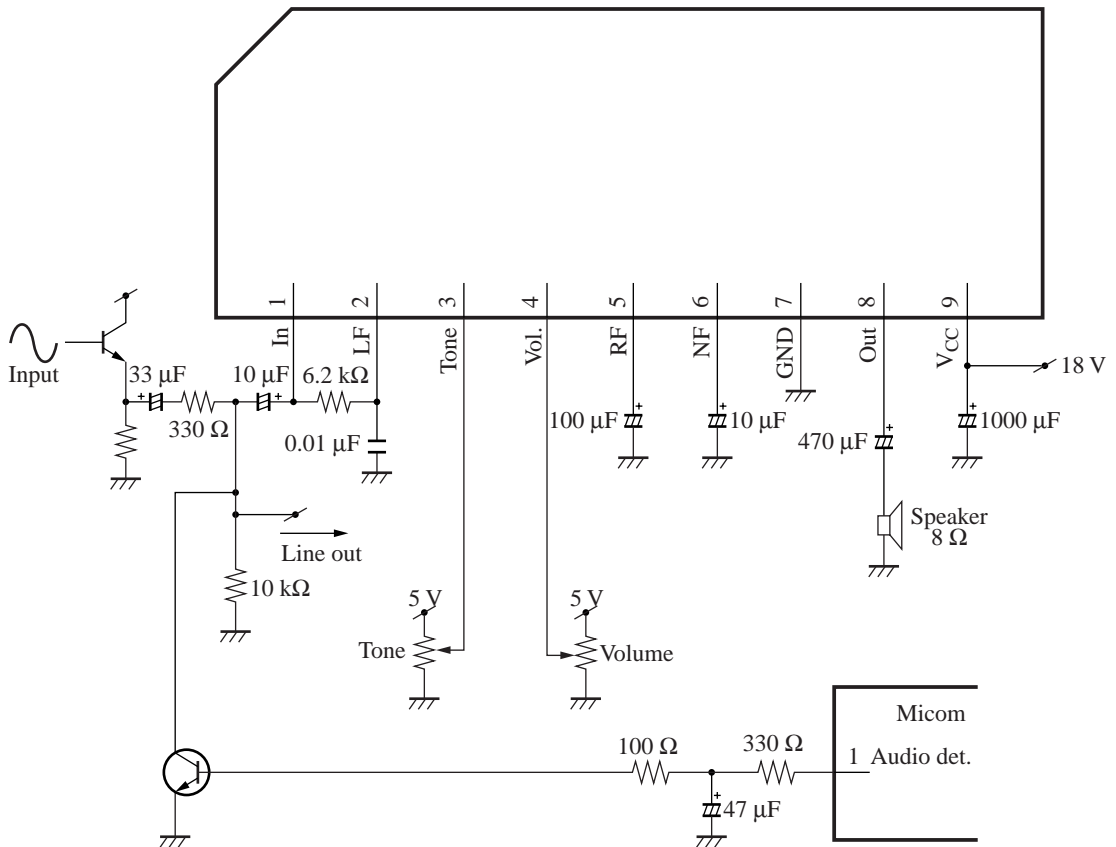 1
2
3
4
5
6
7
8
9
In
LF
Tone
Vol.
RF
NF
GND
Out
VCC
Input
33 μF
10 μF
6.2 kΩ
330 Ω
0.01 μF
100 μF
10 μF
470 μF
18 V
1000 μF
Speaker
8 Ω
Line out
10 kΩ
5 V
Tone
5 V
Volume
Micom
100 Ω
330 Ω
1 Audio det.
47 μF